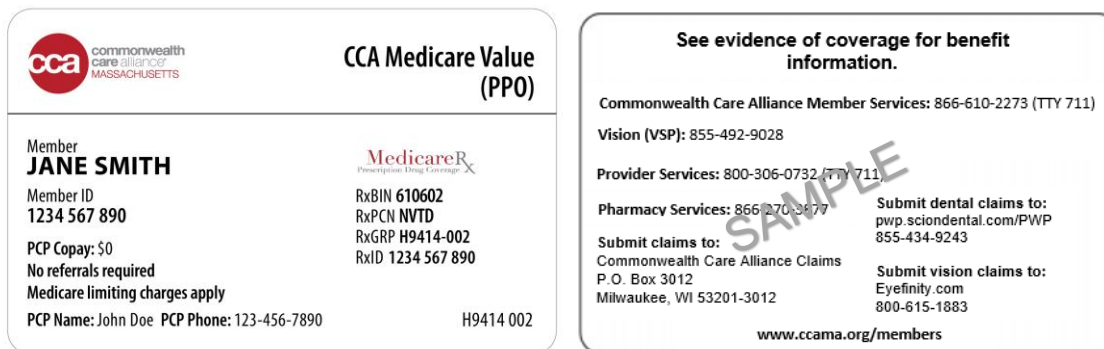 cca
commonwealth
care alliance®
MASSACHUSETTS
CCA Medicare Value
(PPO)
Member
JANE SMITH
Member ID
1234 567 890
PCP Copay: $0
No referrals required
Medicare limiting charges apply
PCP Name: John Doe PCP Phone: 123-456-7890
MedicareRx
Prescription Drug Coverage
RxBIN 610602
RxPCN NVTD
RxGRP H9414-002
RxID 1234 567 890
H9414 002
See evidence of coverage for benefit
information.
Commonwealth Care Alliance Member Services: 866-610-2273 (TTY 711)
Vision (VSP): 855-492-9028
Provider Services: 800-306-0732 (TTY 711)
Pharmacy Services:
Submit claims to:
Commonwealth Care Alliance Claims
P.O. Box 3012
Milwaukee, WI 53201-3012
Submit dental claims to:
pwp.sciondental.com/PWP
855-434-9243
Submit vision claims to:
Eyefinity.com
800-615-1883
www.ccama.org/members
SAMPLE